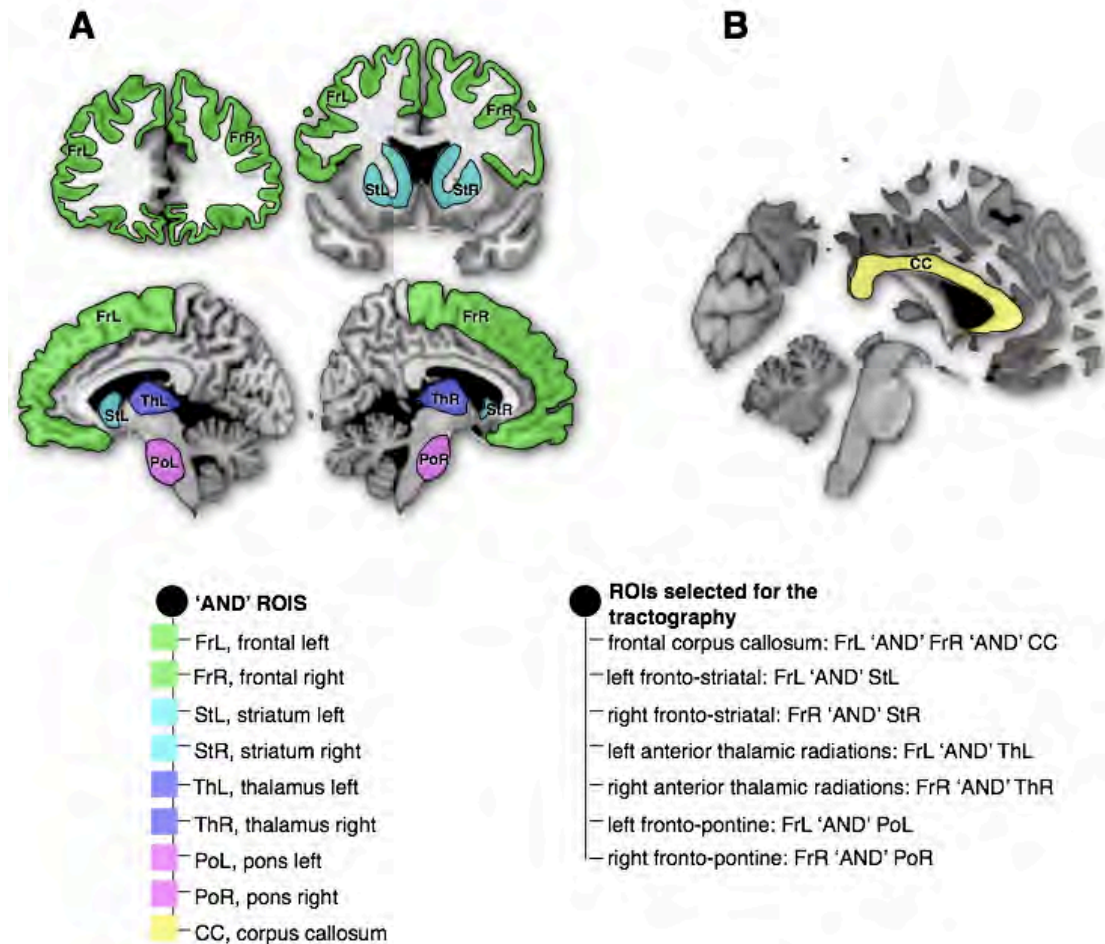 A
B
FrL
FrR
FrL
FrR
StL
StR
CC
FrL
FrR
ThL
StL
ThR
StR
PoL
PoR
'AND' ROIS
FrL, frontal left
FrR, frontal right
StL, striatum left
StR, striatum right
ThL, thalamus left
ThR, thalamus right
PoL, pons left
PoR, pons right
CC, corpus callosum
ROIs selected for the
tractography
frontal corpus callosum: FrL 'AND' FrR 'AND' CC
left fronto-striatal: FrL 'AND' StL
right fronto-striatal: FrR 'AND' StR
left anterior thalamic radiations: FrL 'AND' ThL
right anterior thalamic radiations: FrR 'AND' ThR
left fronto-pontine: FrL 'AND' PoL
right fronto-pontine: FrR 'AND' PoR